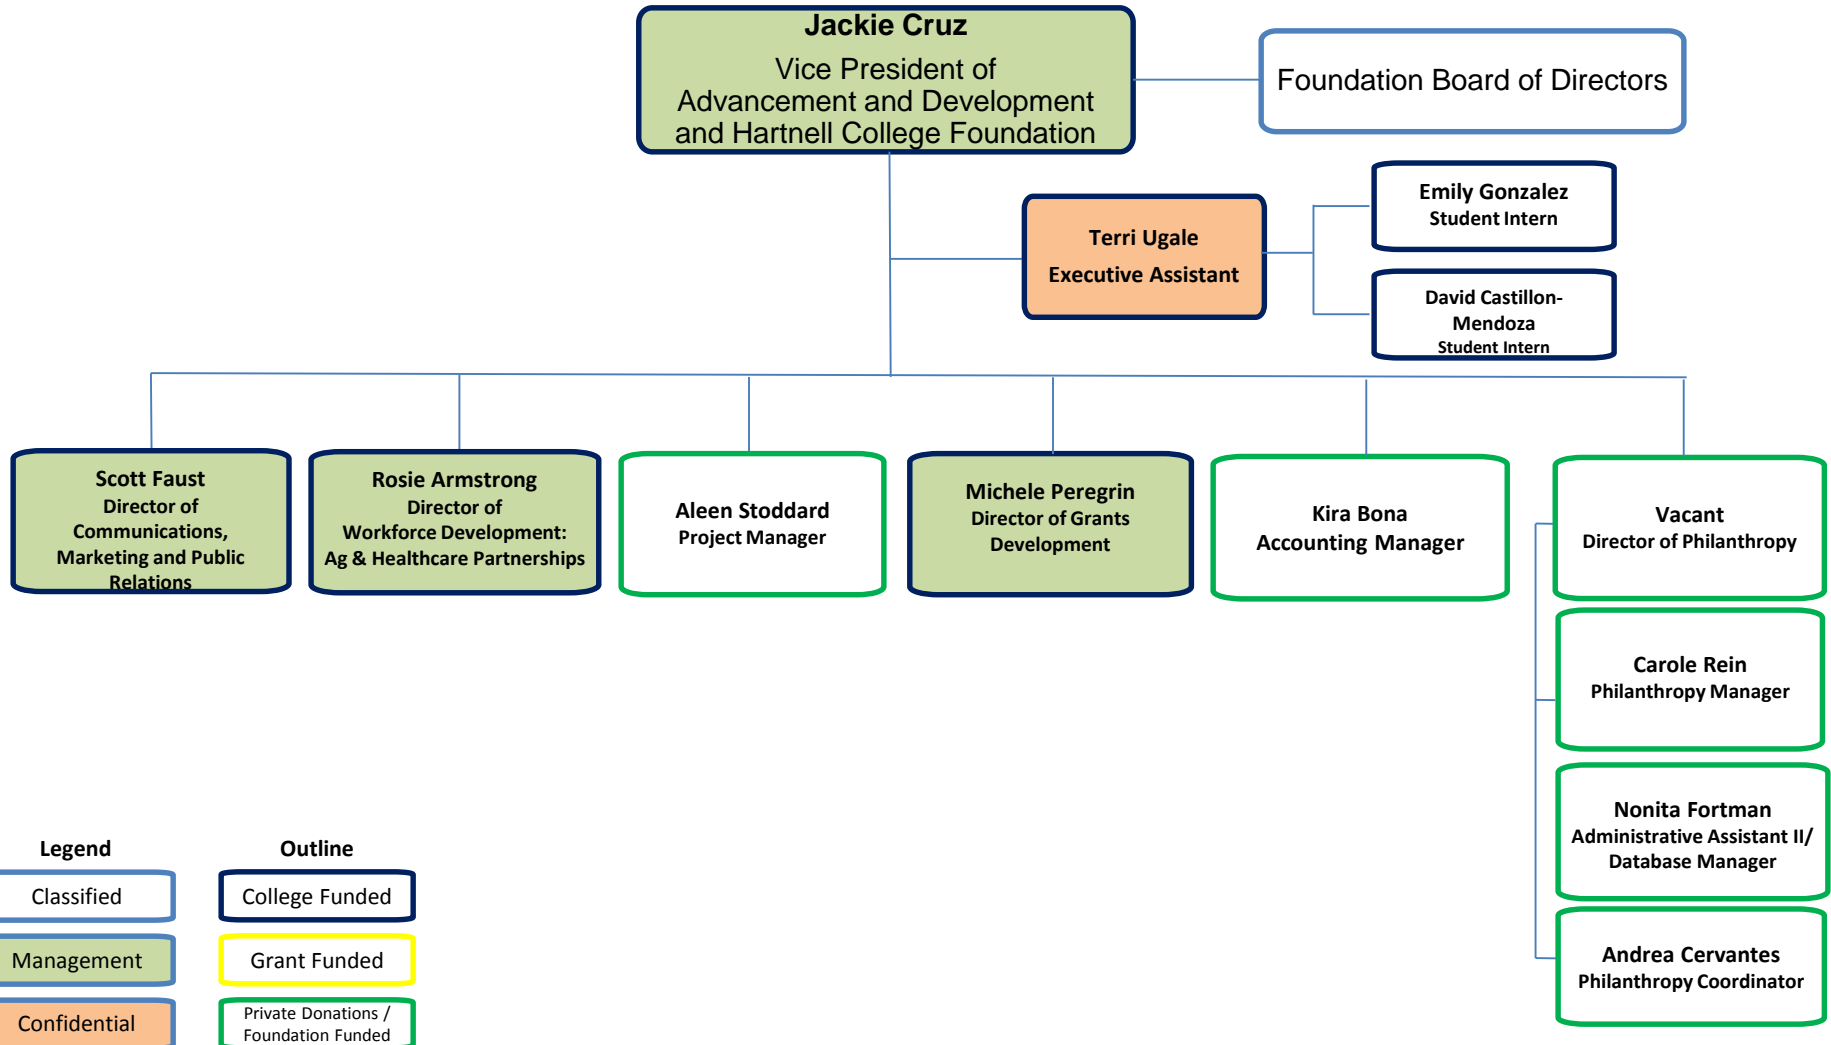 Jackie Cruz
Vice President of
Advancement and Development
and Hartnell College Foundation
Foundation Board of Directors
Emily Gonzalez
Student Intern
Terri Ugale
Executive Assistant
David Castillon-
Mendoza
Student Intern
Scott Faust
Director of
Communications,
Marketing and Public
Relations
Rosie Armstrong
Director of
Workforce Development:
Ag & Healthcare Partnerships
Aleen Stoddard
Project Manager
Michele Peregrin
Director of Grants
Development
Kira Bona
Accounting Manager
Vacant
Director of Philanthropy
Carole Rein
Philanthropy Manager
Nonita Fortman
Administrative Assistant II/
Database Manager
Andrea Cervantes
Philanthropy Coordinator
Legend
Classified
Management
Confidential
Outline
College Funded
Grant Funded
Private Donations /
Foundation Funded